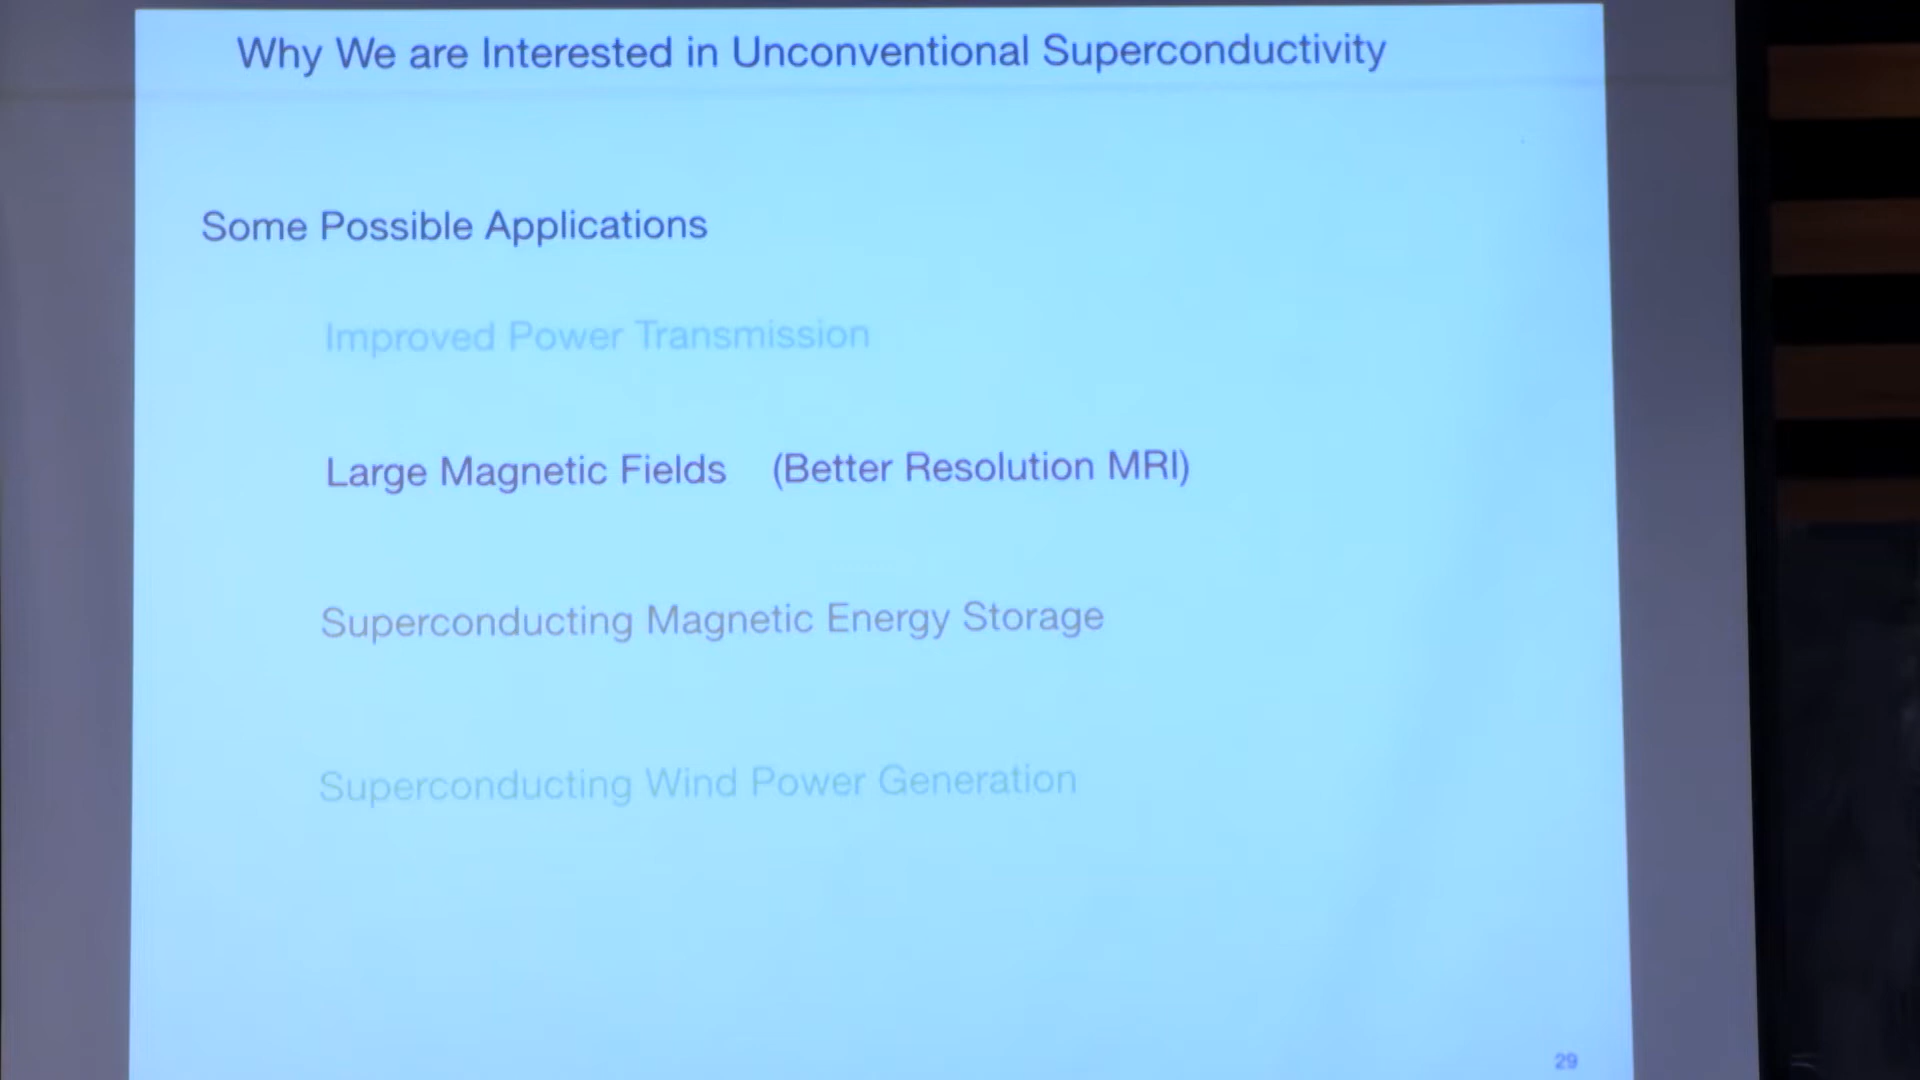 Why We are Interested in Unconventional Superconductivity
Some Possible Applications
Improved Power Transmission
Large Magnetic Fields (Better Resolution MRI)
Superconducting Magnetic Energy Storage
Superconducting Wind Power Generation
29